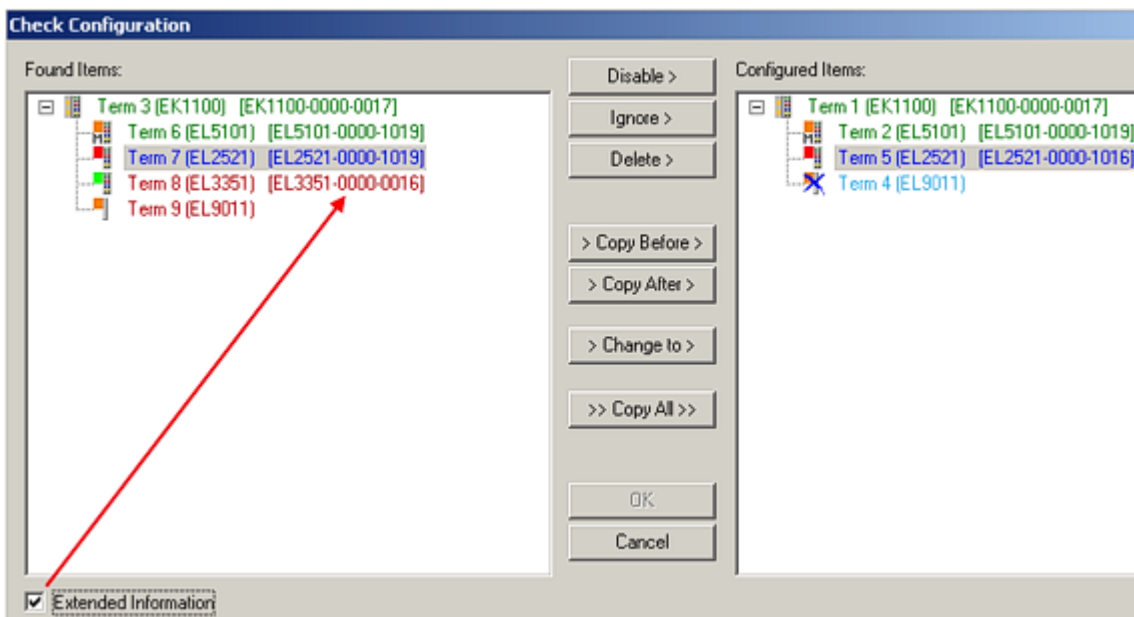 Check Configuration
Found Items:
Term 3 (EK1100) [EK1100-0000-0017]
Term 6 (EL5101) [EL5101-0000-1019]
Term 7 (EL2521) [EL2521-0000-1019]
Term 8 (EL3351) [EL3351-0000-0016]
Term 9 (EL9011)
Disable >
Ignore >
Delete >
> Copy Before >
> Copy After >
> Change to >
>> Copy All >>
OK
Cancel
Configured Items:
Term 1 (EK1100) [EK1100-0000-0017]
Term 2 (EL5101) [EL5101-0000-1019]
Term 5 (EL2521) [EL2521-0000-1016]
Term 4 (EL9011)
Extended Information